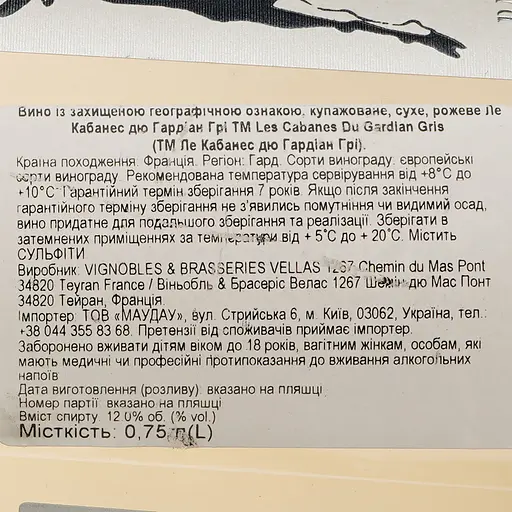 Вино із захищеною географічною ознакою, купажоване, сухе, рожеве Ле
Кабанес дю Гардіан Грі ТМ Les Cabanes Du Gardian Gris
(ТМ Ле Кабанес дю Гардіан Грі).
Країна походження: Франція. Регіон: Гард. Сорти винограду: європейські
сорти винограду. Рекомендована температура сервірування від +8°С до
+10°С. Гарантійний термін зберігання 7 років. Якщо після закінчення
гарантійного терміну зберігання не з'явились помутніння чи видимий осад,
вино придатне для подальшого зберігання та реалізації. Зберігати в
затемнених приміщеннях за температури від + 5°С до + 20°С. Містить
СУЛЬФІТИ
Виробник: VIGNOBLES & BRASSERIES VELLAS 1267 Chemin du Mas Pont
34820 Teyran France / Віньобль & Брасеріс Велас 1267 Шемін дю Мас Понт
34820 Тейран, Франція.
Імпортер: ТОВ «МАУДАУ», вул. Стрийська 6, м. Київ, 03062, Україна, тел.:
+38 044 355 83 68. Претензії від споживачів приймає імпортер.
Заборонено вживати дітям віком до 18 років, вагітним жінкам, особам, які
мають медичні чи професійні протипоказання до вживання алкогольних
напоїв
Дата виготовлення (розливу): вказано на пляшці
Номер партії: вказано на пляшці
Вміст спирту: 12.0% об. (% vol.)
Місткість: 0,75 л(L)